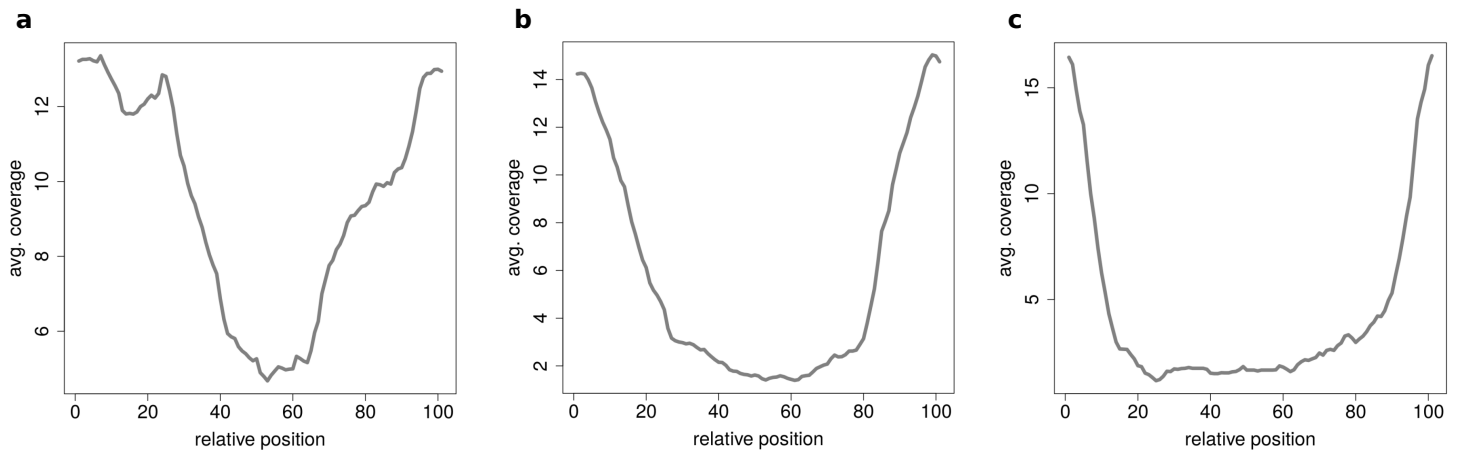 a
avg. coverage
6 8 10 12
0 20 40 60 80 100
relative position
b
avg. coverage
2 4 6 8 10 12 14
0 20 40 60 80 100
relative position
c
avg. coverage
5 10 15
0 20 40 60 80 100
relative position